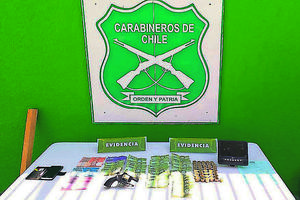 CARABINEROS DE
CHILE
ORDEN Y PATRIA
EVIDENCIA
EVIDENCIA